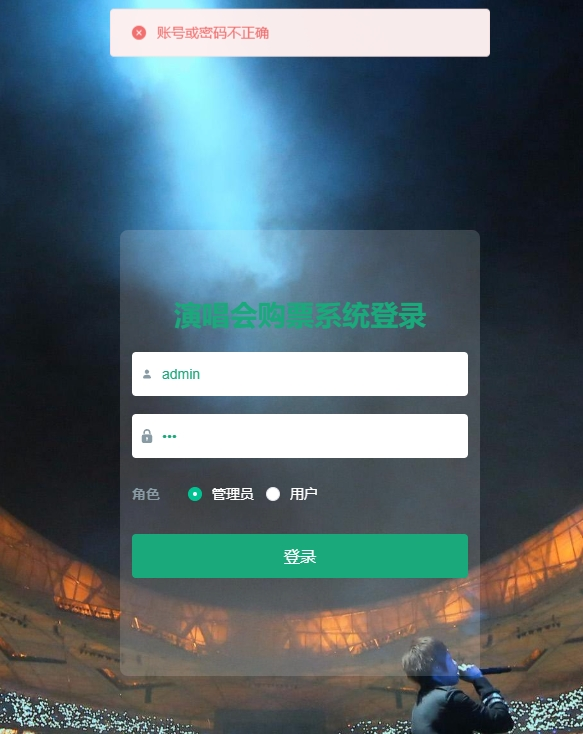 账号或密码不正确
演唱会购票系统登录
admin
•••
角色 管理员 用户
登录